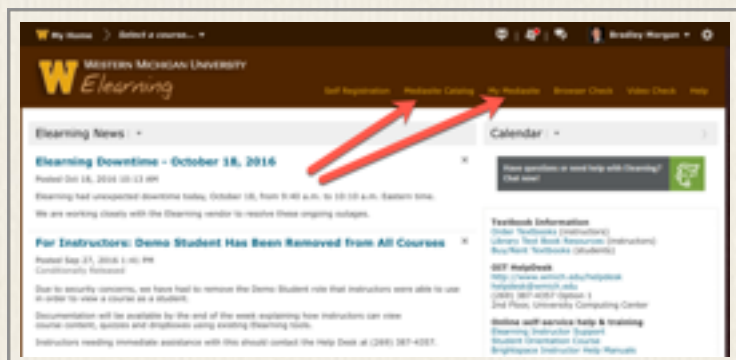 My Home
Select a course...
Bradley Morgan
WESTERN MICHIGAN UNIVERSITY
Elearning
Self Registration Mediasite Catalog My Mediasite Browser Check Video Check Help
Elearning News
Calendar
Elearning Downtime - October 18, 2016
Posted Oct 18, 2016 10:13 AM
Elearning had unexpected downtime today, October 18, from 9:40 a.m. to 10:10 a.m. Eastern time.
We are working closely with the Elearning vendor to resolve these ongoing outages.
For Instructors: Demo Student Has Been Removed from All Courses
Posted Sep 27, 2016 1:41 PM
Conditionally Released
Due to security concerns, we have had to remove the Demo Student role that instructors were able to use
in order to view a course as a student.
Documentation will be available by the end of the week explaining how instructors can view
course content, quizzes and dropboxes using existing Elearning tools.
Instructors needing immediate assistance with this should contact the Help Desk at (269) 387-4357.
Have questions or need help with Elearning?
Chat now!
Textbook Information
Order Textbooks (instructors)
Library Text Book Resources (instructors)
Buy/Rent Textbooks (students)
OIT HelpDesk
http://www.wmich.edu/helpdesk
helpdesk@wmich.edu
(269) 387-4357 Option 1
2nd Floor, University Computing Center
Online self-service help & training
Elearning Instructor Support
Student Orientation Course
Brightspace Instructor Help Manuals